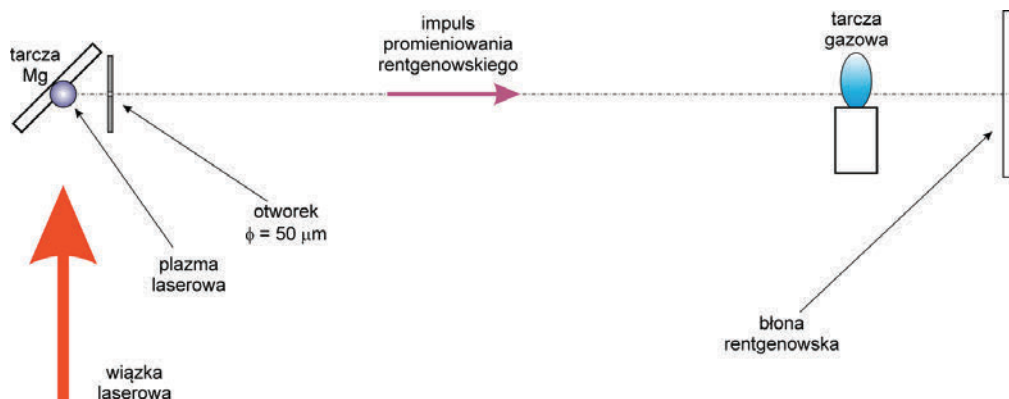 tarcza
Mg
impuls
promieniowania
rentgenowskiego
tarcza
gazowa
otworek
ϕ = 50 μm
plazma
laserowa
błona
rentgenowska
wiązka
laserowa